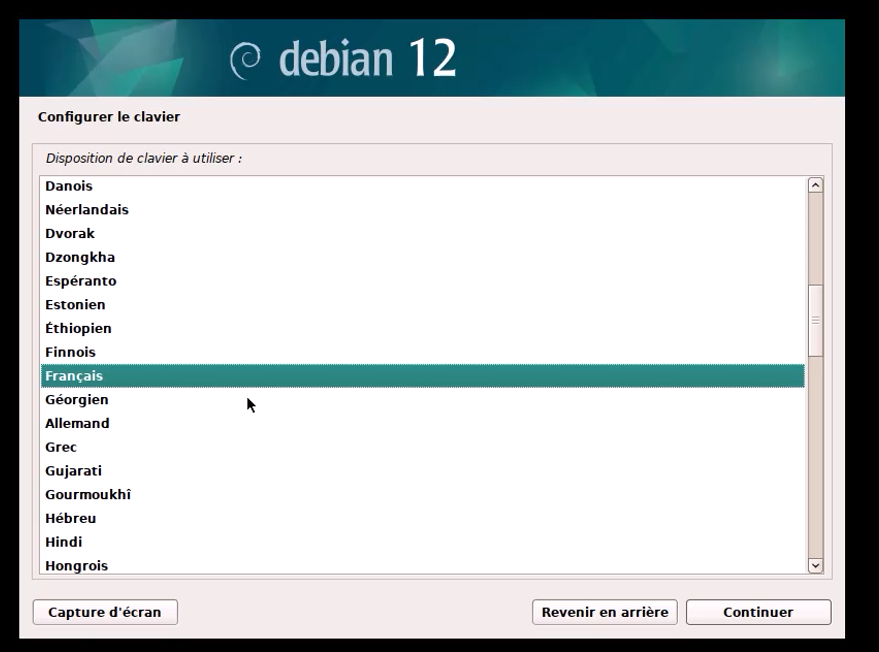 debian 12
Configurer le clavier
Disposition de clavier à utiliser :
Danois
Néerlandais
Dvorak
Dzongkha
Espéranto
Estonien
Éthiopien
Finnois
Français
Géorgien
Allemand
Grec
Gujarati
Gourmoukhî
Hébreu
Hindi
Hongrois
Capture d'écran
Revenir en arrière
Continuer